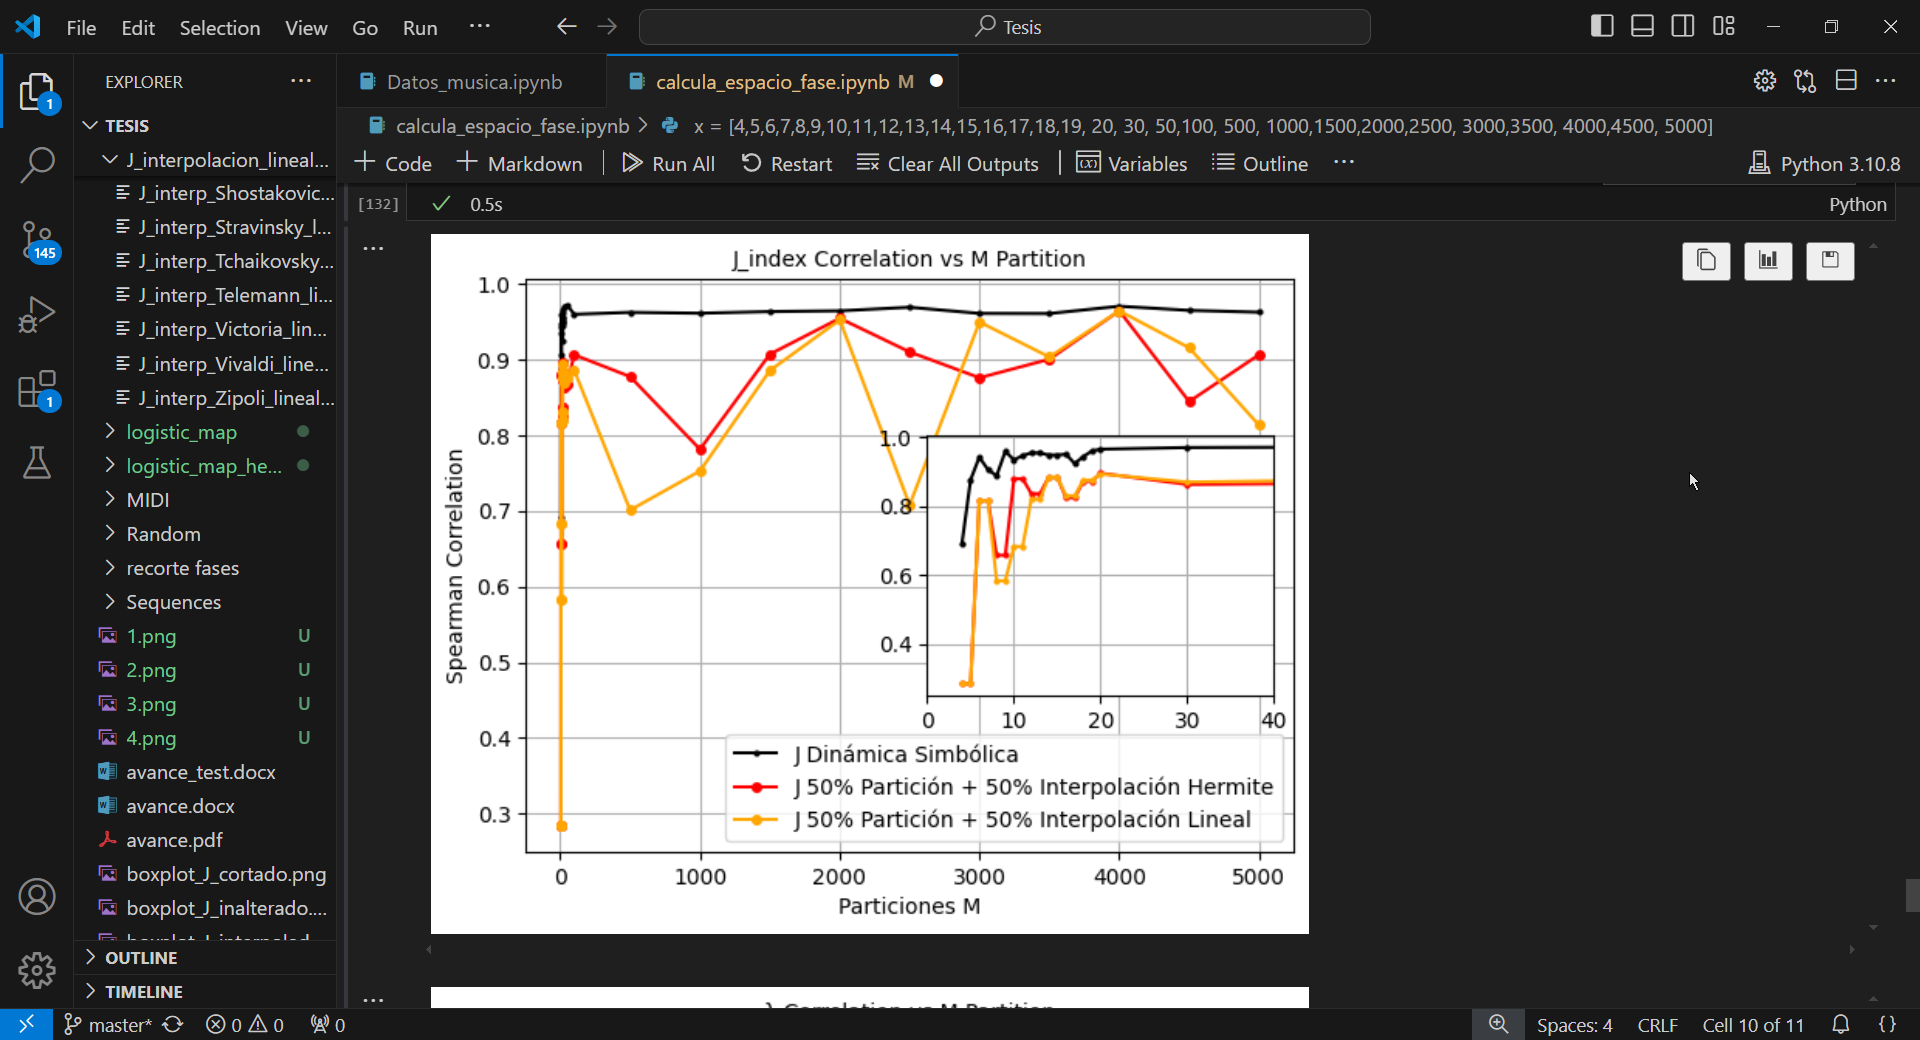 File Edit Selection View Go Run ···
Tesis
EXPLORER ···
TESIS
J_interpolacion_lineal...
J_interp_Shostakovic...
J_interp_Stravinsky_l...
J_interp_Tchaikovsky...
J_interp_Telemann_li...
J_interp_Victoria_lin...
J_interp_Vivaldi_line...
J_interp_Zipoli_lineal...
logistic_map
logistic_map_he...
MIDI
Random
recorte fases
Sequences
1.png U
2.png U
3.png U
4.png U
avance_test.docx
avance.docx
avance.pdf
boxplot_J_cortado.png
boxplot_J_inalterado....
OUTLINE
TIMELINE
1
145
1
Datos_musica.ipynb
calcula_espacio_fase.ipynb M
calcula_espacio_fase.ipynb > x = [4,5,6,7,8,9,10,11,12,13,14,15,16,17,18,19, 20, 30, 50,100, 500, 1000,1500,2000,2500, 3000,3500, 4000,4500, 5000]
+ Code + Markdown Run All Restart Clear All Outputs Variables Outline ··· Python 3.10.8
[132] 0.5s Python
J_index Correlation vs M Partition
Spearman Correlation
1.0
0.9
0.8
0.7
0.6
0.5
0.4
0.3
1.0
0.8
0.6
0.4
0 10 20 30 40
J Dinámica Simbólica
J 50% Partición + 50% Interpolación Hermite
J 50% Partición + 50% Interpolación Lineal
0 1000 2000 3000 4000 5000
Particiones M
λ Correlation vs M Partition
master* 0 0 0 Spaces: 4 CRLF Cell 10 of 11 {}